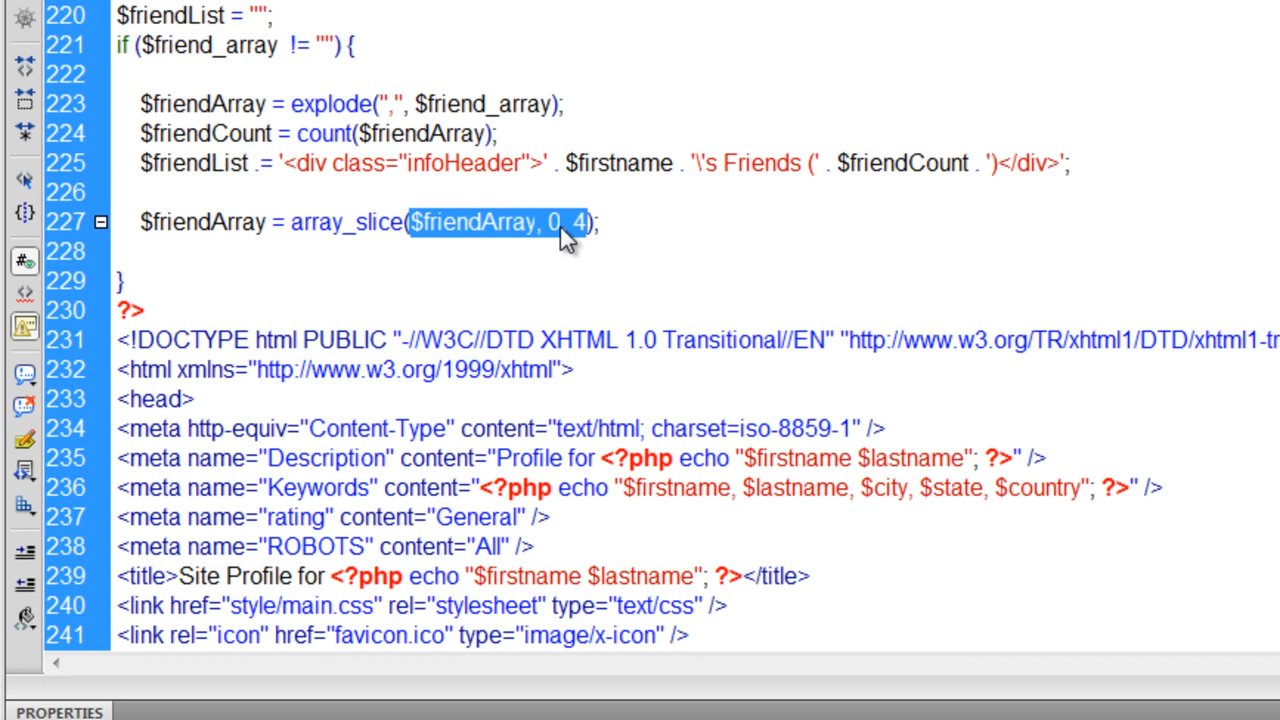 220 $friendList = "";
221 if ($friend_array  != "") {
222
223 $friendArray = explode(",", $friend_array);
224 $friendCount = count($friendArray);
225 $friendList .= '<div class="infoHeader">' . $firstname . '\'s Friends (' . $friendCount . ')</div>';
226
227 $friendArray = array_slice($friendArray, 0, 4);
228
229 }
230 ?>
231 <!DOCTYPE html PUBLIC "-//W3C//DTD XHTML 1.0 Transitional//EN" "http://www.w3.org/TR/xhtml1/DTD/xhtml1-tr
232 <html xmlns="http://www.w3.org/1999/xhtml">
233 <head>
234 <meta http-equiv="Content-Type" content="text/html; charset=iso-8859-1" />
235 <meta name="Description" content="Profile for <?php echo "$firstname $lastname"; ?>" />
236 <meta name="Keywords" content="<?php echo "$firstname, $lastname, $city, $state, $country"; ?>" />
237 <meta name="rating" content="General" />
238 <meta name="ROBOTS" content="All" />
239 <title>Site Profile for <?php echo "$firstname $lastname"; ?></title>
240 <link href="style/main.css" rel="stylesheet" type="text/css" />
241 <link rel="icon" href="favicon.ico" type="image/x-icon" />
PROPERTIES